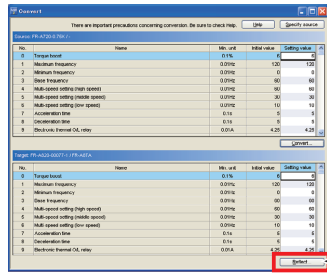 Convert
There are important precautions concerning conversion. Be sure to check Help. Help Specify source
Source: FR-A720-0.75K / -
No. Name Min. unit Initial value Setting value
0 Torque boost 0.1% 6 6
1 Maximum frequency 0.01Hz 120 120
2 Minimum frequency 0.01Hz 0 0
3 Base frequency 0.01Hz 60 60
4 Multi-speed setting (high speed) 0.01Hz 60 60
5 Multi-speed setting (middle speed) 0.01Hz 30 30
6 Multi-speed setting (low speed) 0.01Hz 10 10
7 Acceleration time 0.1s 5 5
8 Deceleration time 0.1s 5 5
9 Electronic thermal O/L relay 0.01A 4.25 4.25
Convert...
Target: FR-A820-00077-1 / FR-A8TA
No. Name Min. unit Initial value Setting value
0 Torque boost 0.1% 6 6
1 Maximum frequency 0.01Hz 120 120
2 Minimum frequency 0.01Hz 0 0
3 Base frequency 0.01Hz 60 60
4 Multi-speed setting (high speed) 0.01Hz 60 60
5 Multi-speed setting (middle speed) 0.01Hz 30 30
6 Multi-speed setting (low speed) 0.01Hz 10 10
7 Acceleration time 0.1s 5 5
8 Deceleration time 0.1s 5 5
9 Electronic thermal O/L relay 0.01A 4.25 4.25
Reflect...